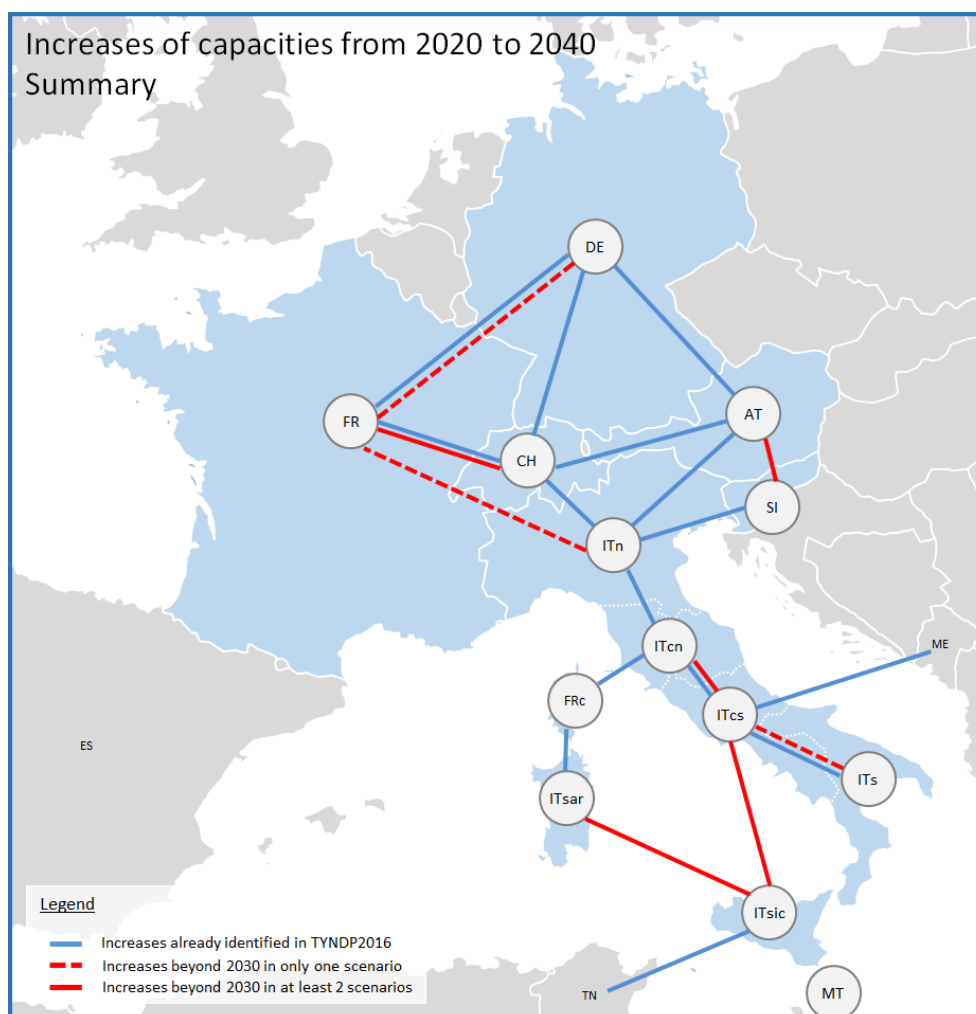 Increases of capacities from 2020 to 2040
Summary
DE
FR
AT
CH
SI
ITn
ITcn
ME
FRc
ITcs
ES
ITs
ITsar
ITsic
TN
MT
Legend
Increases already identified in TYNDP2016
Increases beyond 2030 in only one scenario
Increases beyond 2030 in at least 2 scenarios